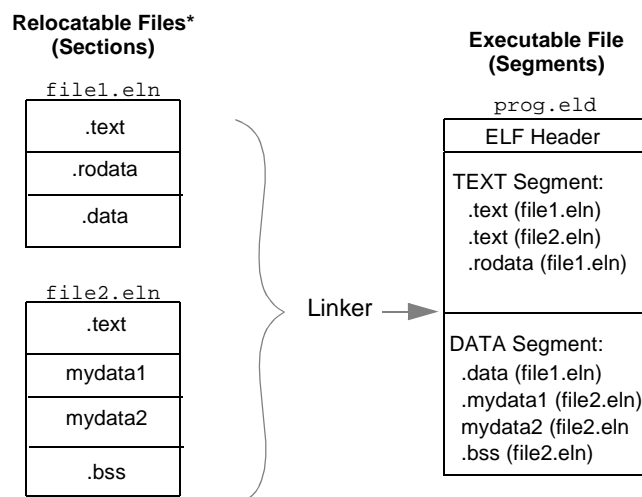 Relocatable Files*
(Sections)
file1.eln
.text
.rodata
.data
file2.eln
.text
mydata1
mydata2
.bss
Linker
Executable File
(Segments)
prog.eld
ELF Header
TEXT Segment:
.text (file1.eln)
.text (file2.eln)
.rodata (file1.eln)
DATA Segment:
.data (file1.eln)
.mydata1 (file2.eln)
mydata2 (file2.eln
.bss (file2.eln)